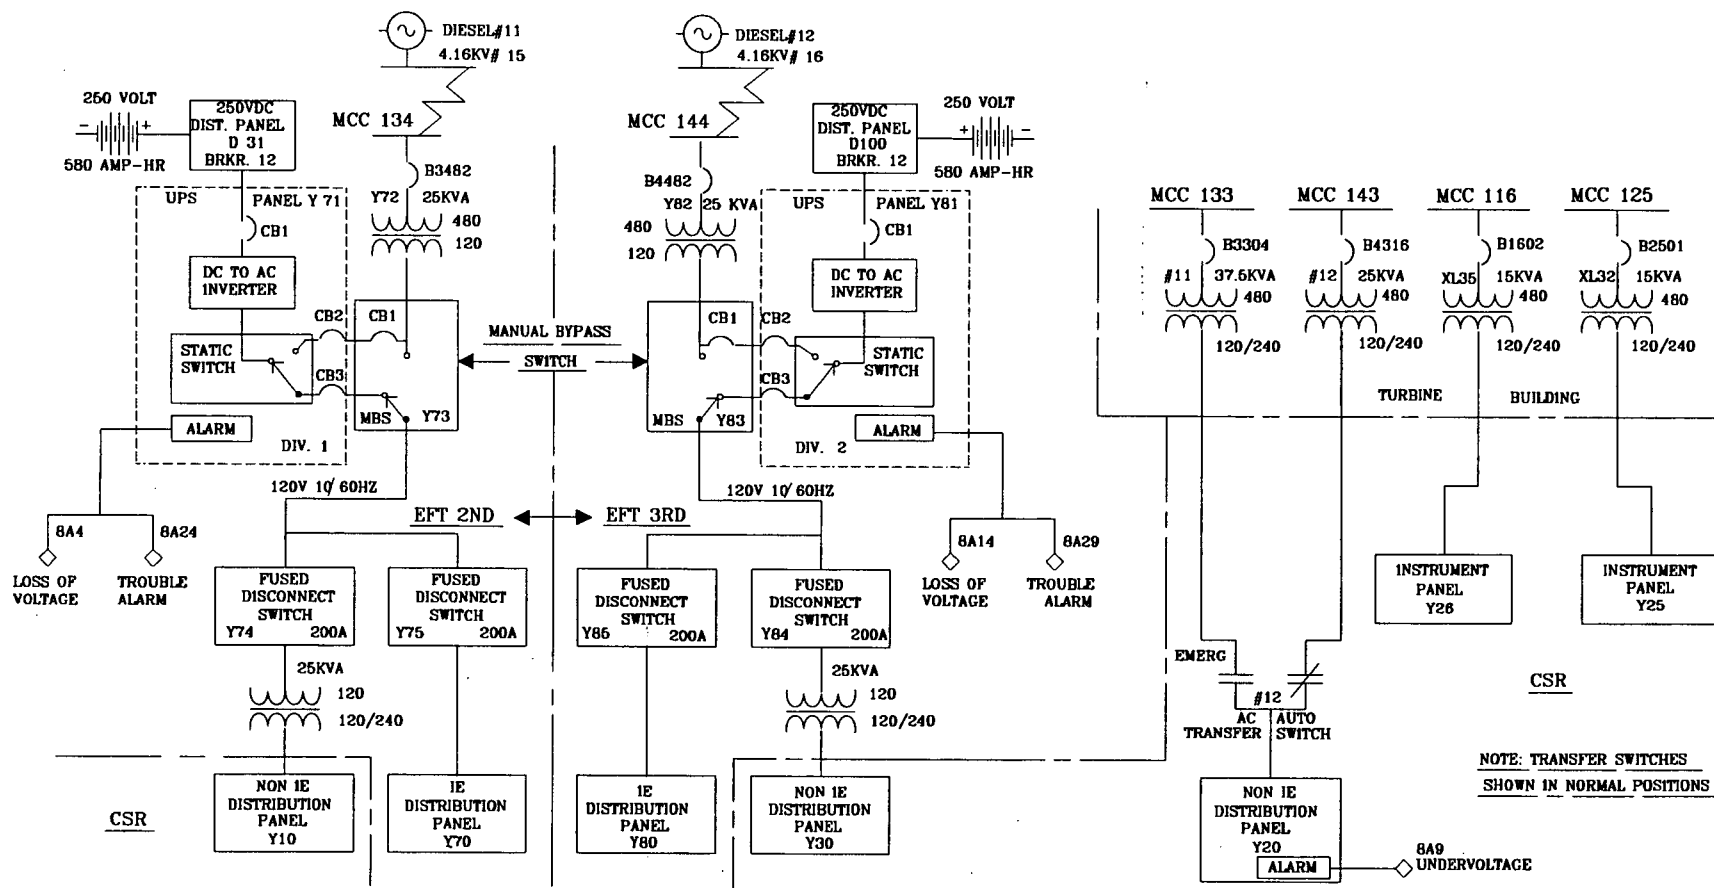 DIESEL#11
4.16KV# 15
DIESEL#12
4.16KV# 16
250 VOLT
- +
580 AMP-HR
250VDC
DIST. PANEL
D 31
BRKR. 12
MCC 134
B3482
Y72 25KVA
480
120
UPS
PANEL Y 71
CB1
DC TO AC
INVERTER
STATIC
SWITCH
CB2
CB1
CB3
MBS
Y73
ALARM
DIV. 1
8A4
8A24
LOSS OF
VOLTAGE
TROUBLE
ALARM
120V 10/ 60HZ
EFT 2ND
MANUAL BYPASS
SWITCH
EFT 3RD
MCC 144
B4482
Y82 25 KVA
480
120
250VDC
DIST. PANEL
D100
BRKR. 12
250 VOLT
+ -
580 AMP-HR
UPS
PANEL Y81
CB1
DC TO AC
INVERTER
CB1
CB2
STATIC
SWITCH
CB3
MBS
Y83
ALARM
DIV. 2
120V 10/ 60HZ
8A14
8A29
LOSS OF
VOLTAGE
TROUBLE
ALARM
FUSED
DISCONNECT
SWITCH
Y74 200A
FUSED
DISCONNECT
SWITCH
Y75 200A
FUSED
DISCONNECT
SWITCH
Y85 200A
FUSED
DISCONNECT
SWITCH
Y84 200A
25KVA
120
120/240
25KVA
120
120/240
CSR
NON 1E
DISTRIBUTION
PANEL
Y10
1E
DISTRIBUTION
PANEL
Y70
1E
DISTRIBUTION
PANEL
Y80
NON 1E
DISTRIBUTION
PANEL
Y30
MCC 133
MCC 143
MCC 116
MCC 125
B3304
B4316
B1602
B2501
#11 37.5KVA
480
120/240
#12 25KVA
480
120/240
XL35 15KVA
480
120/240
XL32 15KVA
480
120/240
TURBINE BUILDING
INSTRUMENT
PANEL
Y26
INSTRUMENT
PANEL
Y25
EMERG
#12
AC AUTO
TRANSFER SWITCH
CSR
NOTE: TRANSFER SWITCHES
SHOWN IN NORMAL POSITIONS
NON 1E
DISTRIBUTION
PANEL
Y20
ALARM
8A9
UNDERVOLTAGE